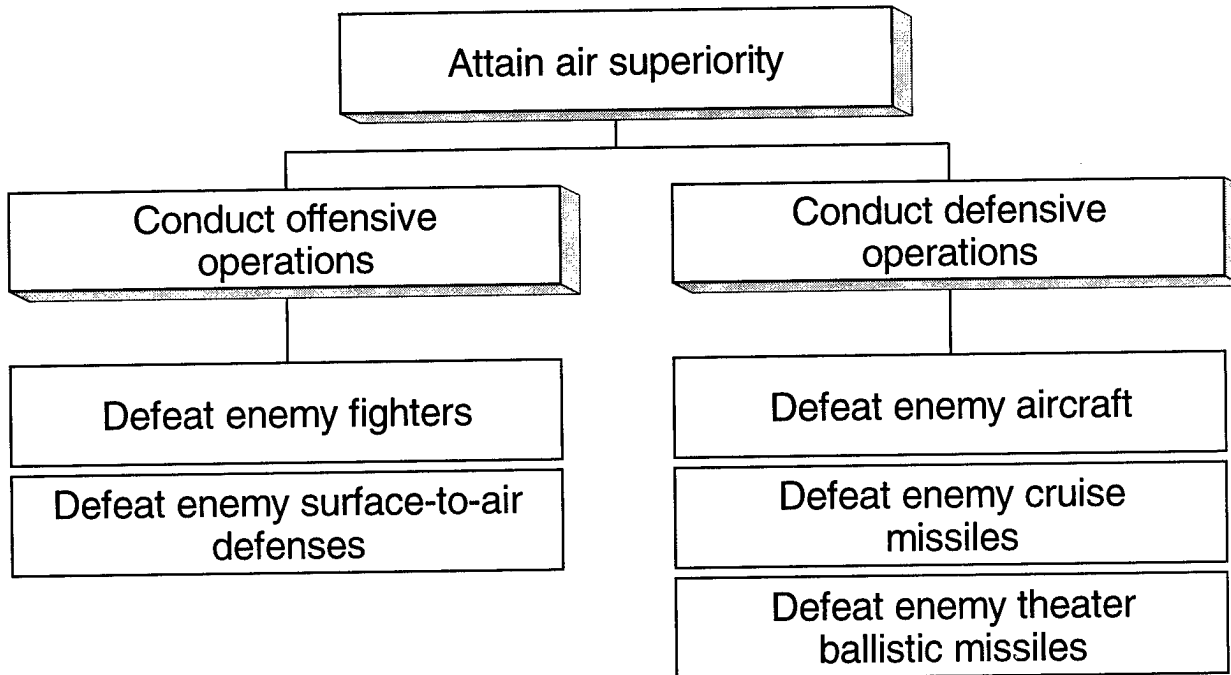 Attain air superiority
Conduct offensive
operations
Conduct defensive
operations
Defeat enemy fighters
Defeat enemy surface-to-air
defenses
Defeat enemy aircraft
Defeat enemy cruise
missiles
Defeat enemy theater
ballistic missiles